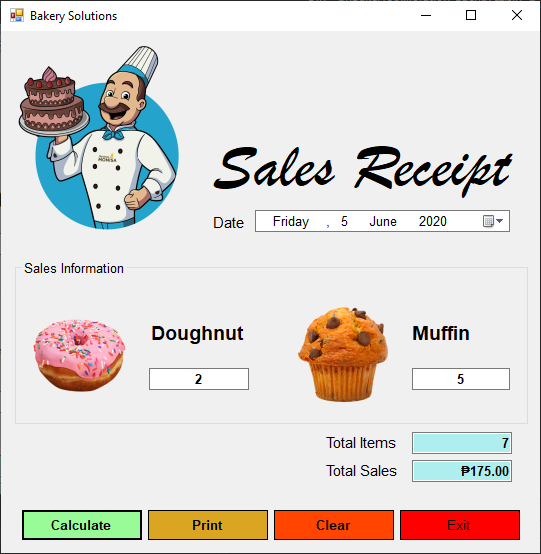 Bakery Solutions
Sales Receipt
Date Friday , 5 June 2020
Sales Information
Doughnut Muffin
2 5
Total Items 7
Total Sales ₱175.00
Calculate Print Clear Exit